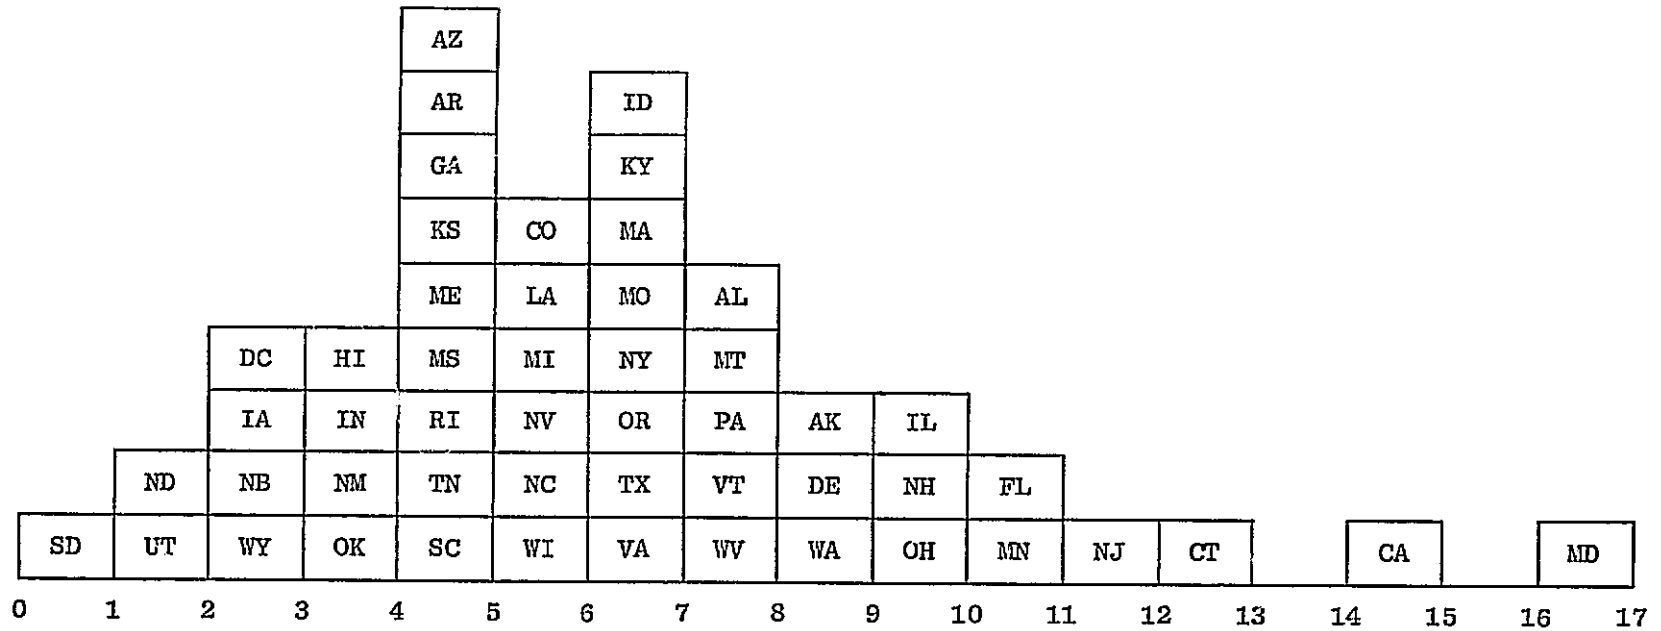 AZ
AR ID
GA KY
KS CO MA
ME LA MO AL
DC HI MS MI NY MT
IA IN RI NV OR PA AK IL
ND NB NM TN NC TX VT DE NH FL
SD UT WY OK SC WI VA WV WA OH MN NJ CT CA MD
0 1 2 3 4 5 6 7 8 9 10 11 12 13 14 15 16 17